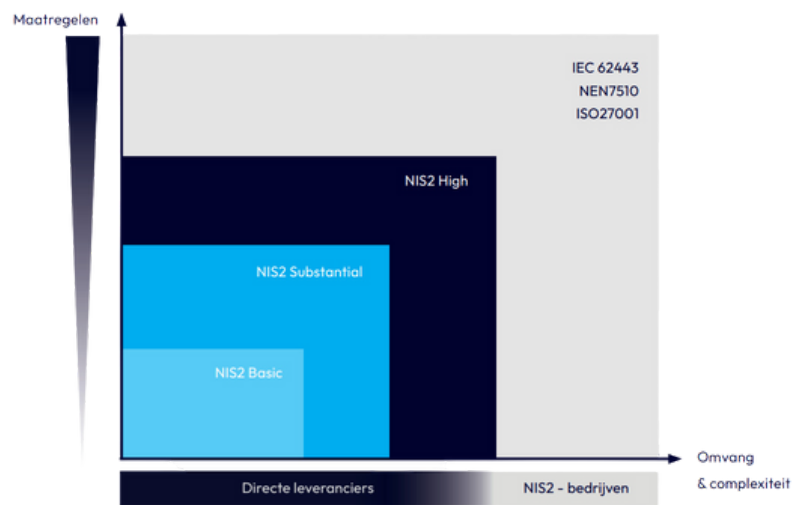 Maatregelen
IEC 62443
NEN7510
ISO27001
NIS2 High
NIS2 Substantial
NIS2 Basic
Omvang
& complexiteit
Directe leveranciers
NIS2 - bedrijven